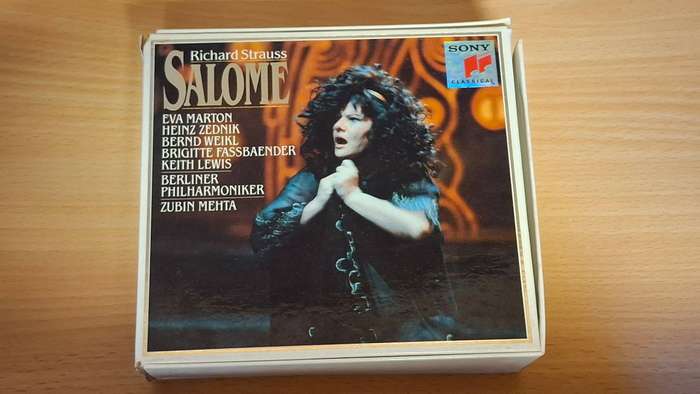 Richard Strauss
SALOME
EVA MARTON
HEINZ ZEDNIK
BERND WEIKL
BRIGITTE FASSBAENDER
KEITH LEWIS
BERLINER
PHILHARMONIKER
ZUBIN MEHTA
SONY
CLASSICAL